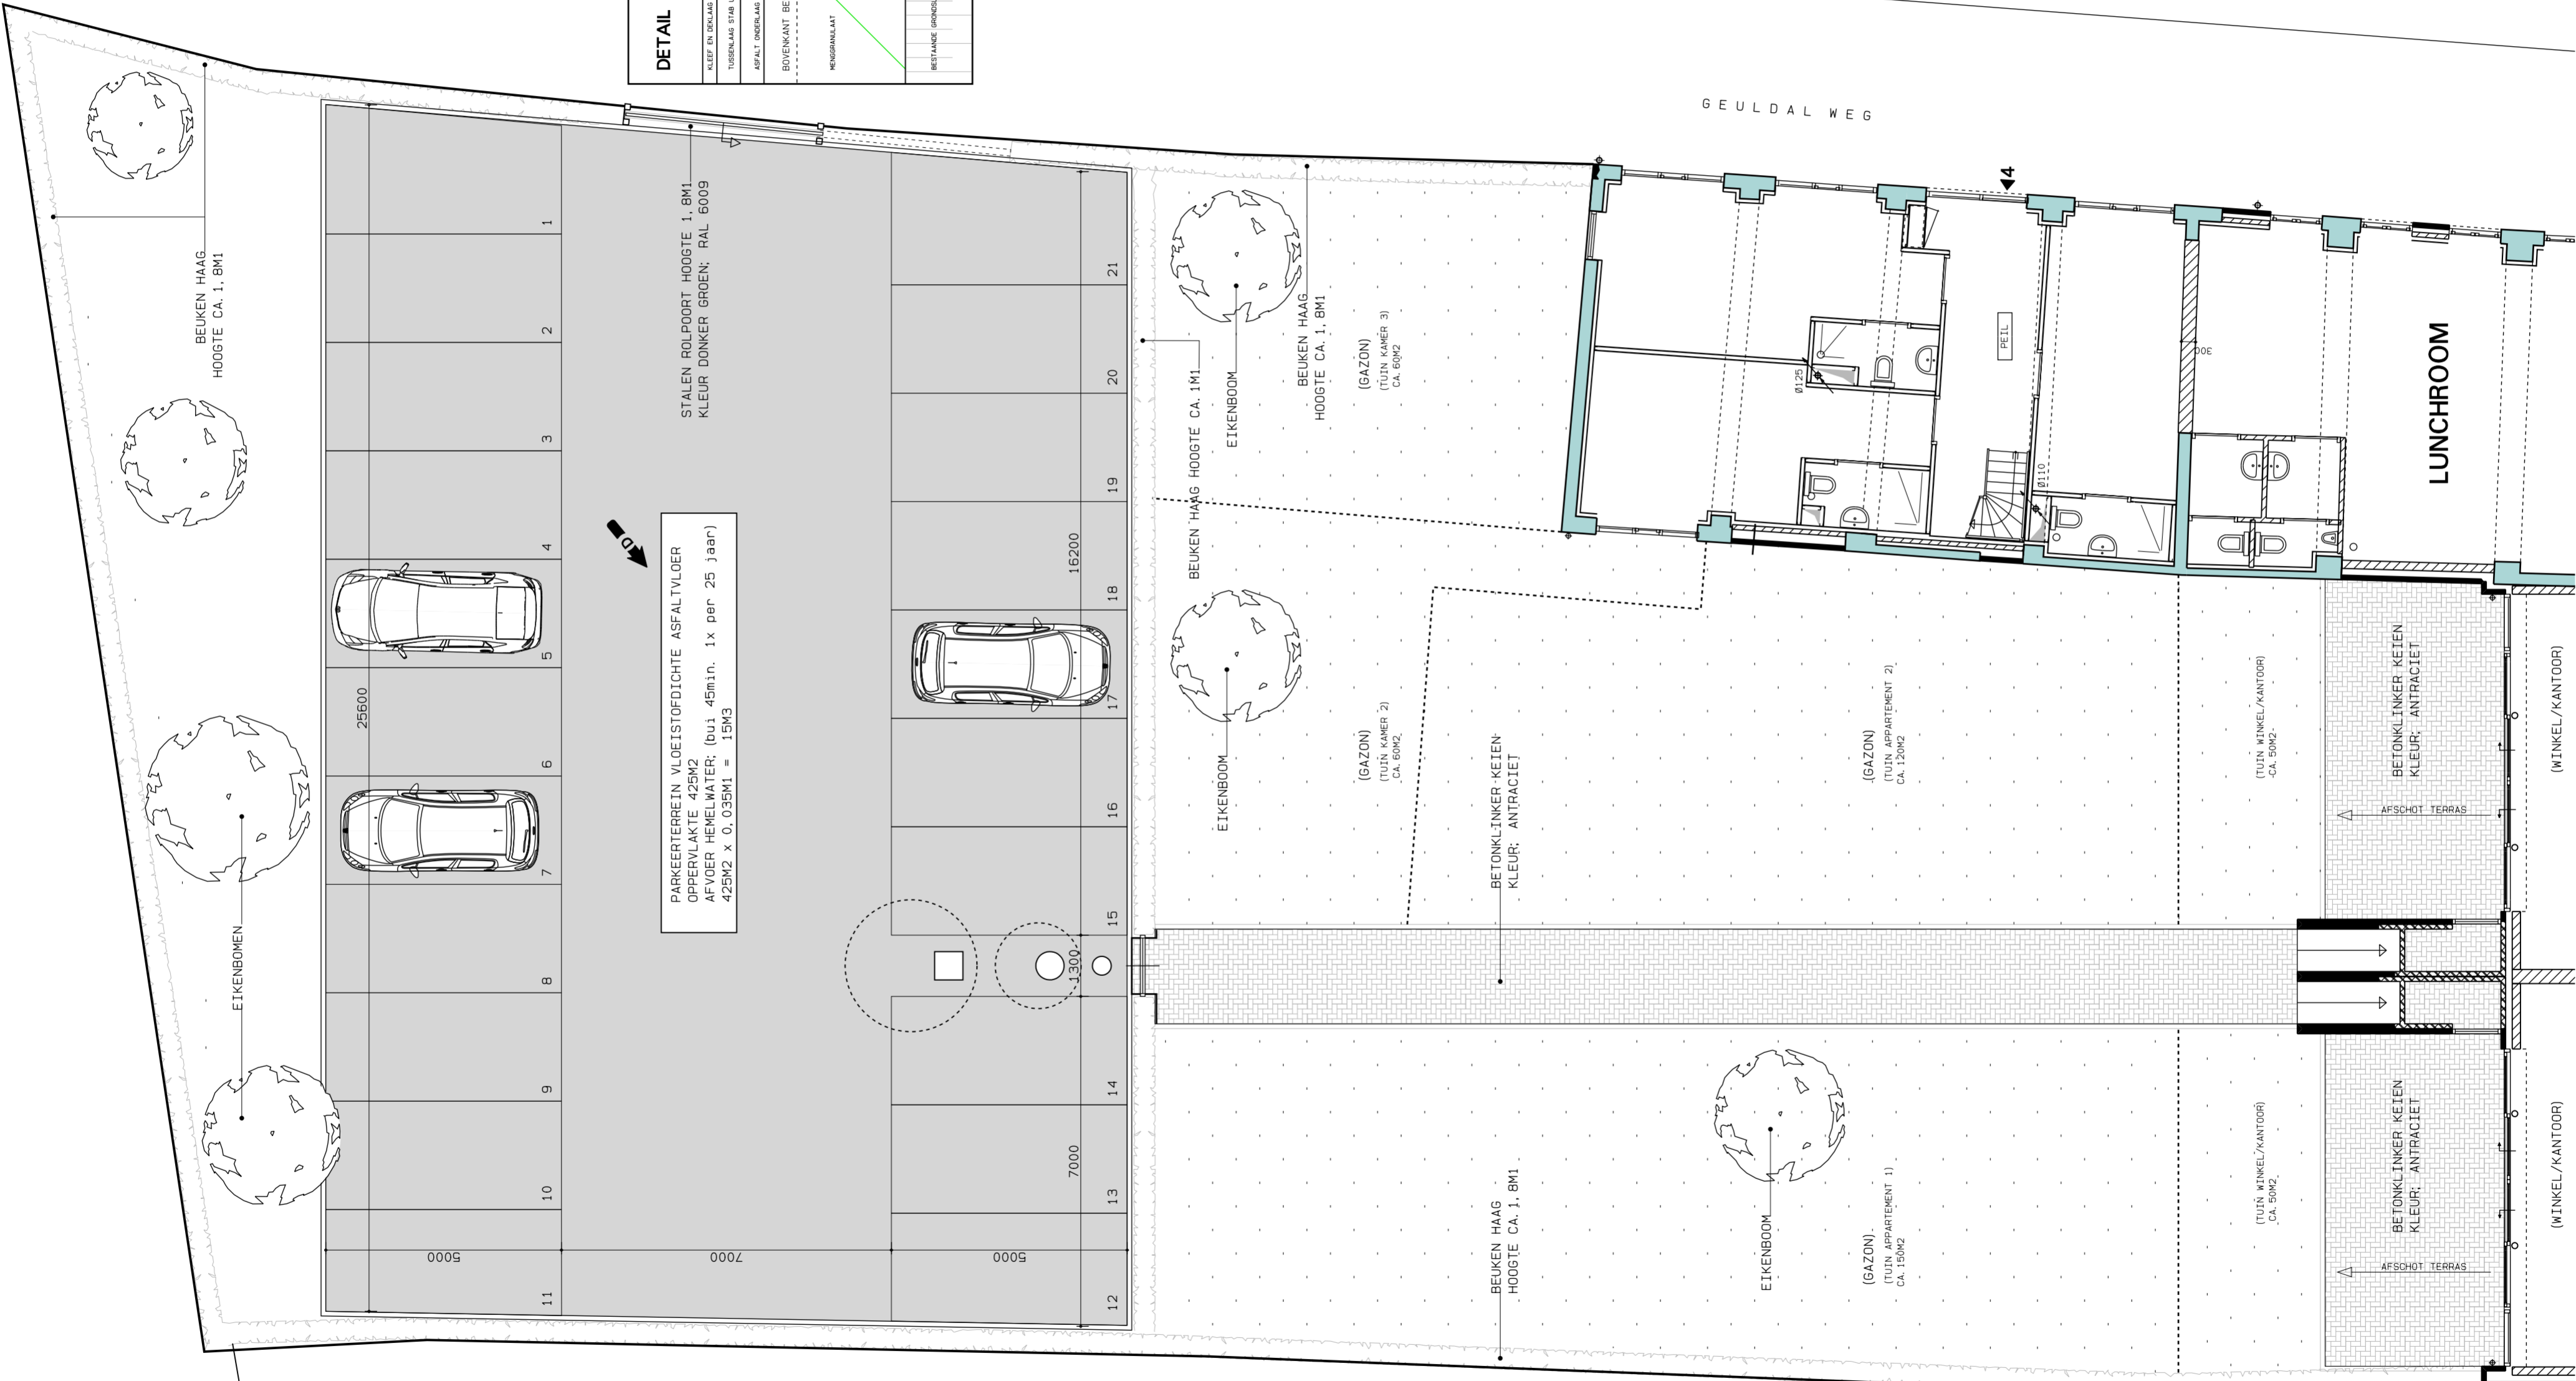 DETAIL
KLEEF EN DEKLAAG
TUSSENLAAG STAB
ASFALT ONDERLAAG
BOVENKANT BE
MENGGRANULAAT
BESTAANDE
GEULDAL WEG
BEUKEN HAAG
HOOGTE CA. 1,8M1
STALEN ROLPOORT HOOGTE 1,8M1
KLEUR DONKER GROEN; RAL 6009
1
2
3
4
5
6
7
8
9
10
11
25600
EIKENBOMEN
D
PARKEERTERREIN VLOEISTOFDICHTE ASFALTVLOER
OPPERVLAKTE 425M2
AFVOER HEMELWATER; (bui 45min. 1x per 25 jaar)
425M2 x 0,035M1 = 15M3
21
20
19
18
17
16
15
14
13
12
16200
1300
7000
5000
7000
5000
BEUKEN HAAG HOOGTE CA. 1M1
EIKENBOOM
BEUKEN HAAG
HOOGTE CA. 1,8M1
(GAZON)
(TUIN KAMER 3)
CA. 60M2
EIKENBOOM
(GAZON)
(TUIN KAMER 2)
CA. 60M2
BETONKLINKER KEIEN
KLEUR; ANTRACIET
(GAZON)
(TUIN APPARTEMENT 2)
CA. 120M2
(TUIN WINKEL/KANTOOR)
CA. 50M2
BETONKLINKER KEIEN
KLEUR; ANTRACIET
AFSCHOT TERRAS
(WINKEL/KANTOOR)
4
PEIL
Ø125
Ø110
300
LUNCHROOM
BEUKEN HAAG
HOOGTE CA. 1,8M1
EIKENBOOM
(GAZON)
(TUIN APPARTEMENT 1)
CA. 150M2
(TUIN WINKEL/KANTOOR)
CA. 50M2
BETONKLINKER KEIEN
KLEUR; ANTRACIET
AFSCHOT TERRAS
(WINKEL/KANTOOR)